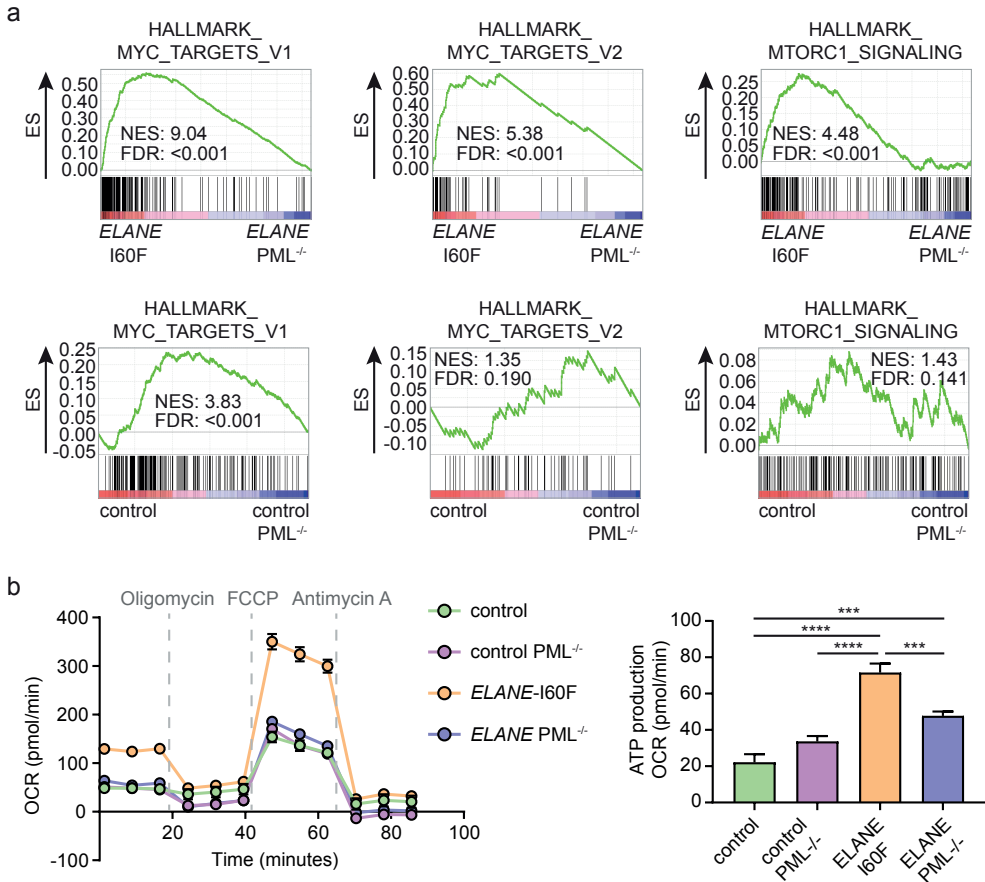 a
HALLMARK_
MYC_TARGETS_V1
ES
0.50
0.40
0.30
0.20
0.10
0.00
NES: 9.04
FDR: <0.001
ELANE
I60F
ELANE
PML-/-
HALLMARK_
MYC_TARGETS_V2
ES
0.60
0.50
0.40
0.30
0.20
0.10
0.00
NES: 5.38
FDR: <0.001
ELANE
I60F
ELANE
PML-/-
HALLMARK_
MTORC1_SIGNALING
ES
0.25
0.20
0.15
0.10
0.05
0.00
NES: 4.48
FDR: <0.001
ELANE
I60F
ELANE
PML-/-
HALLMARK_
MYC_TARGETS_V1
ES
0.25
0.20
0.15
0.10
0.05
0.00
-0.05
NES: 3.83
FDR: <0.001
control
control
PML-/-
HALLMARK_
MYC_TARGETS_V2
ES
0.15
0.10
0.05
0.00
-0.05
-0.10
NES: 1.35
FDR: 0.190
control
control
PML-/-
HALLMARK_
MTORC1_SIGNALING
ES
0.08
0.06
0.04
0.02
0.00
NES: 1.43
FDR: 0.141
control
control
PML-/-
b
Oligomycin
FCCP
Antimycin A
OCR (pmol/min)
400
300
200
100
0
-100
20
40
60
80
100
Time (minutes)
control
control PML-/-
ELANE-I60F
ELANE PML-/-
ATP production
OCR (pmol/min)
100
80
60
40
20
0
***
****
****
***
control
control
PML-/-
ELANE
I60F
ELANE
PML-/-